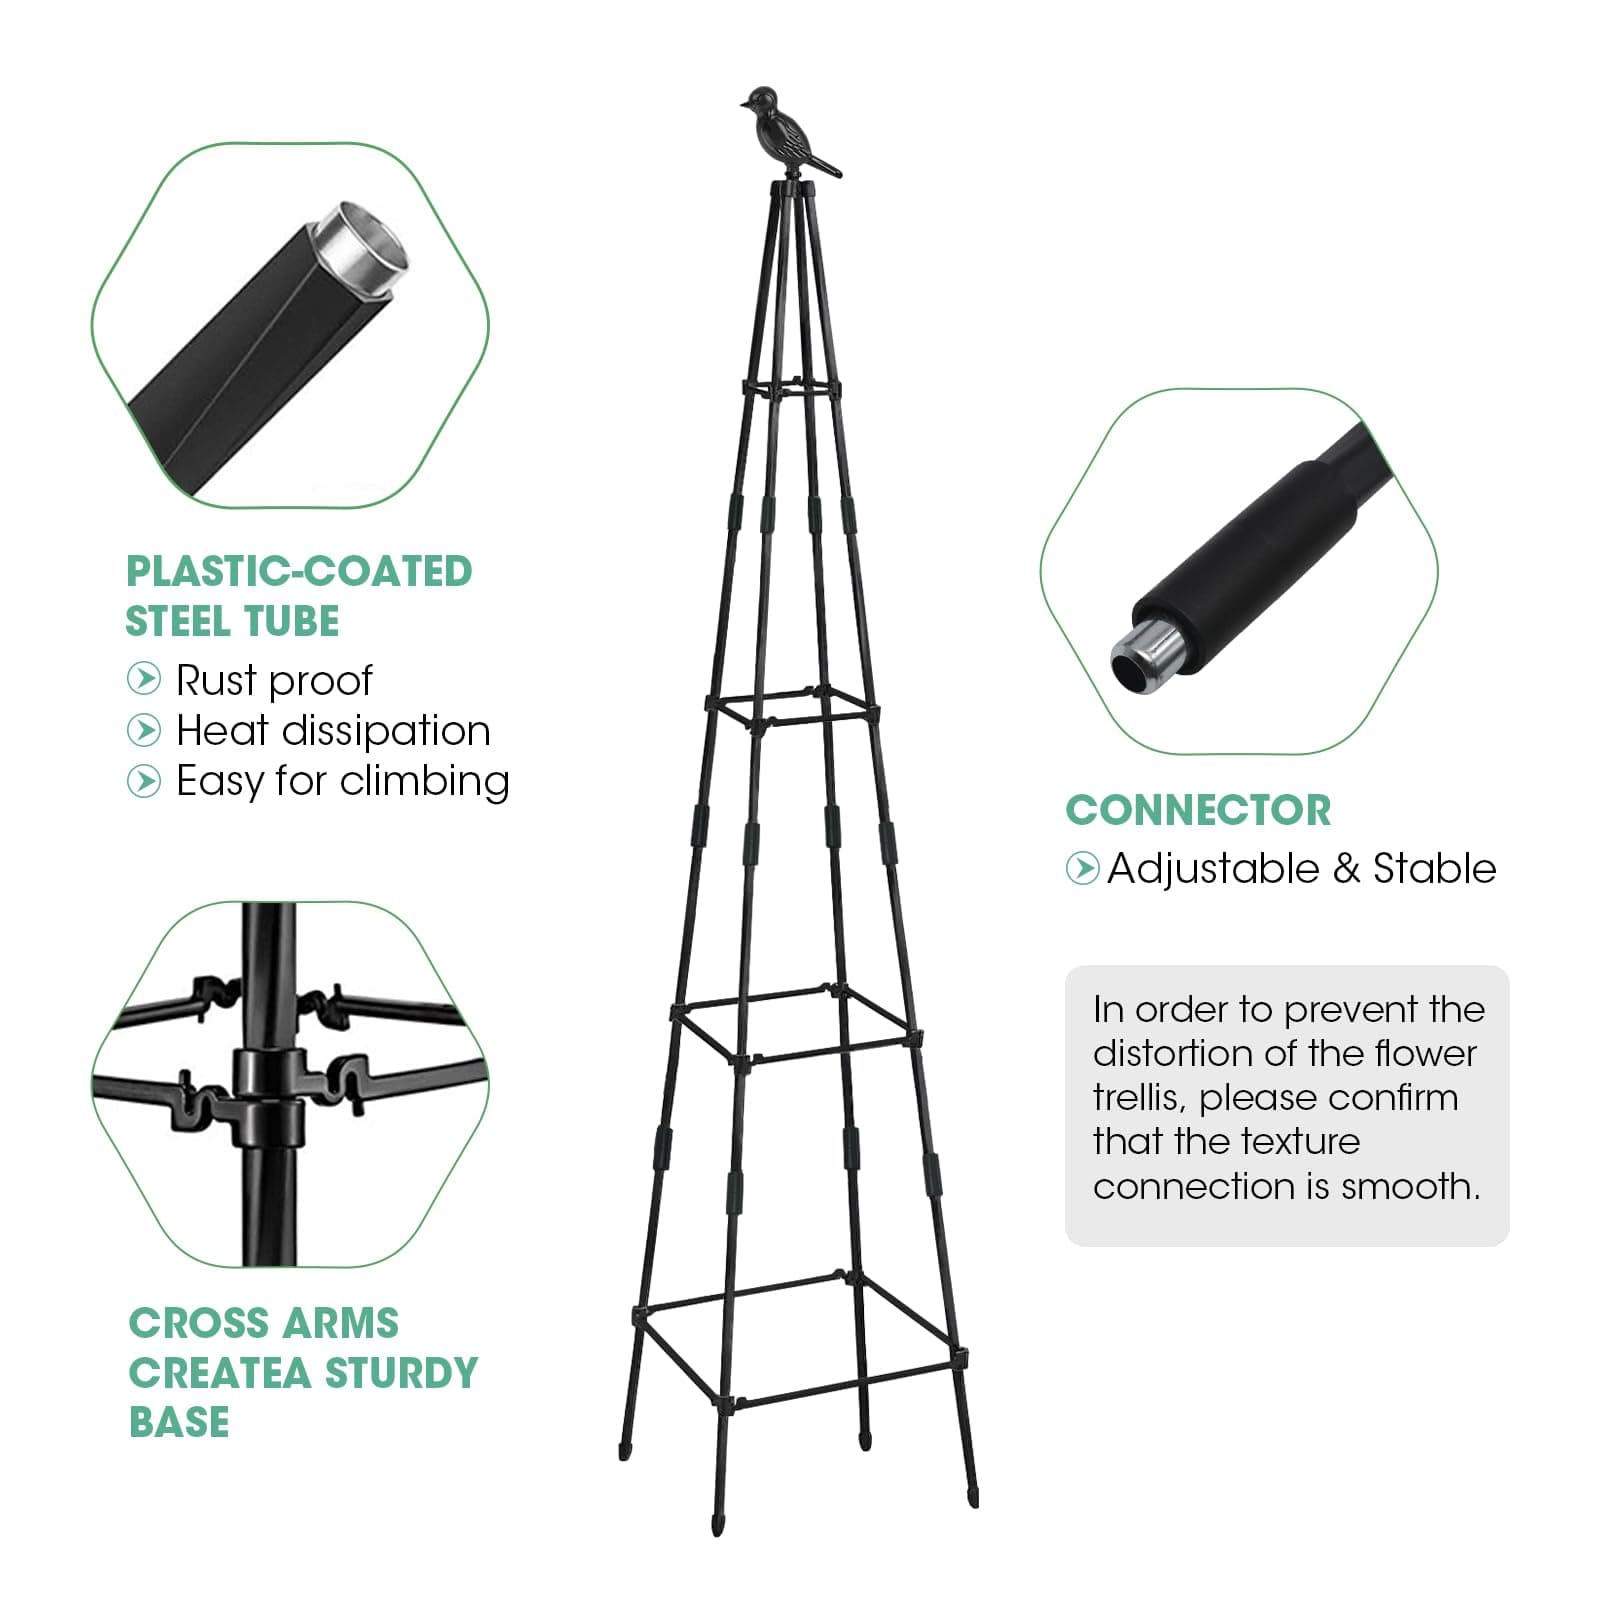 PLASTIC-COATED
STEEL TUBE
Rust proof
Heat dissipation
Easy for climbing
CROSS ARMS
CREATEA STURDY
BASE
CONNECTOR
Adjustable & Stable
In order to prevent the
distortion of the flower
trellis, please confirm
that the texture
connection is smooth.